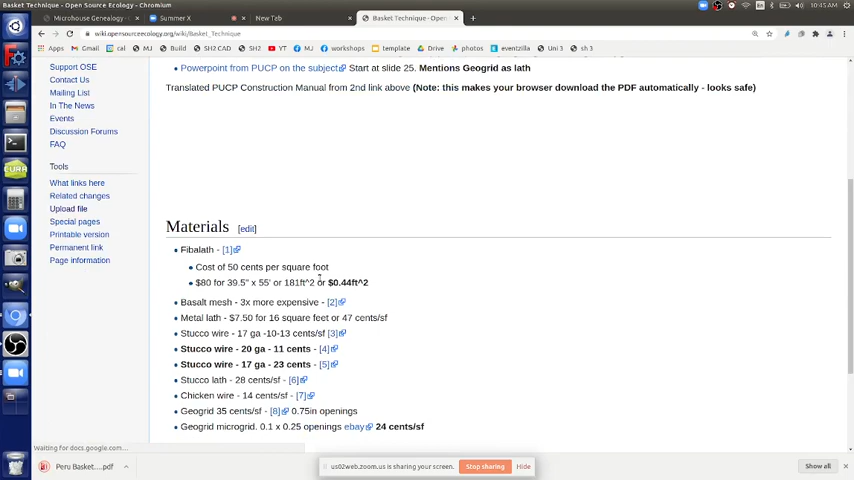 Basket Technique - Open Source Ecology - Chromium
10:45 AM
Microhouse Genealogy
Summer X
New Tab
Basket Technique - Open
wiki.opensourceecology.org/wiki/Basket_Technique
Gmail cal MJ Build SH2 CAD SH2 YT MJ workshops template Drive photos eventzilla Uni 3 sh 3
Support OSE
Contact Us
Mailing List
In The News
Events
Discussion Forums
FAQ
Tools
What links here
Related changes
Upload file
Special pages
Printable version
Permanent link
Page information
Powerpoint from PUCP on the subject Start at slide 25. Mentions Geogrid as lath
Translated PUCP Construction Manual from 2nd link above (Note: this makes your browser download the PDF automatically - looks safe)
Materials [edit]
Fibalath - [1]
Cost of 50 cents per square foot
$80 for 39.5" x 55' or 181ft^2 or $0.44ft^2
Basalt mesh - 3x more expensive - [2]
Metal lath - $7.50 for 16 square feet or 47 cents/sf
Stucco wire - 17 ga -10-13 cents/sf [3]
Stucco wire - 20 ga - 11 cents - [4]
Stucco wire - 17 ga - 23 cents - [5]
Stucco lath - 28 cents/sf - [6]
Chicken wire - 14 cents/sf - [7]
Geogrid 35 cents/sf - [8] 0.75in openings
Geogrid microgrid. 0.1 x 0.25 openings ebay 24 cents/sf
Waiting for docs.google.com...
Peru Basket....pdf
us02web.zoom.us is sharing your screen.
Stop sharing
Hide
Show all